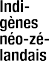 Indi-
gènes
néo-zé-
landais